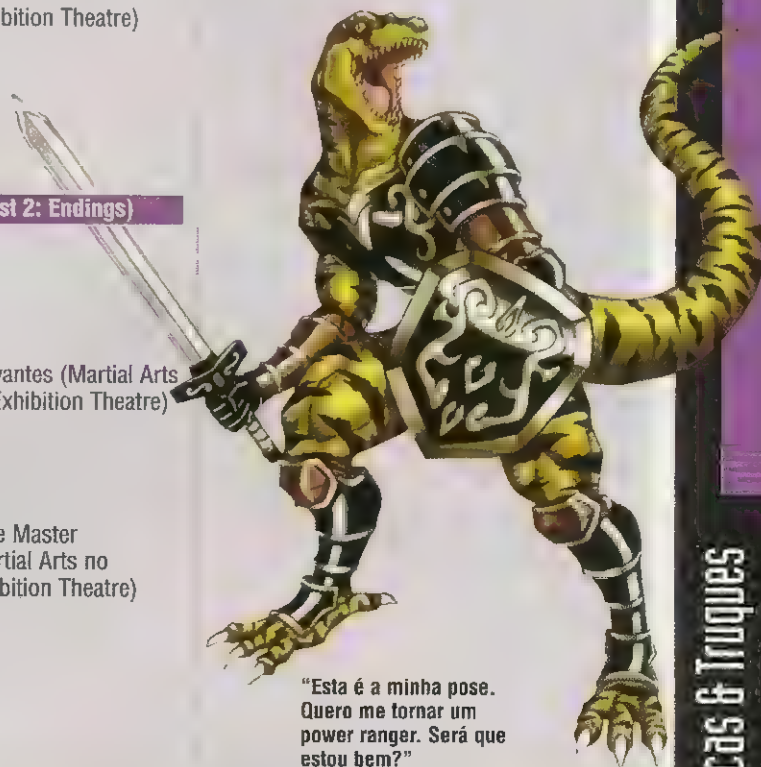 bition Theatre)
st 2: Endings)
vantes (Martial Arts
Exhibition Theatre)
e Master
rtial Arts no
bition Theatre)
"Esta é a minha pose.
Quero me tornar um
power ranger. Será que
estou bem?"
cas & Truques